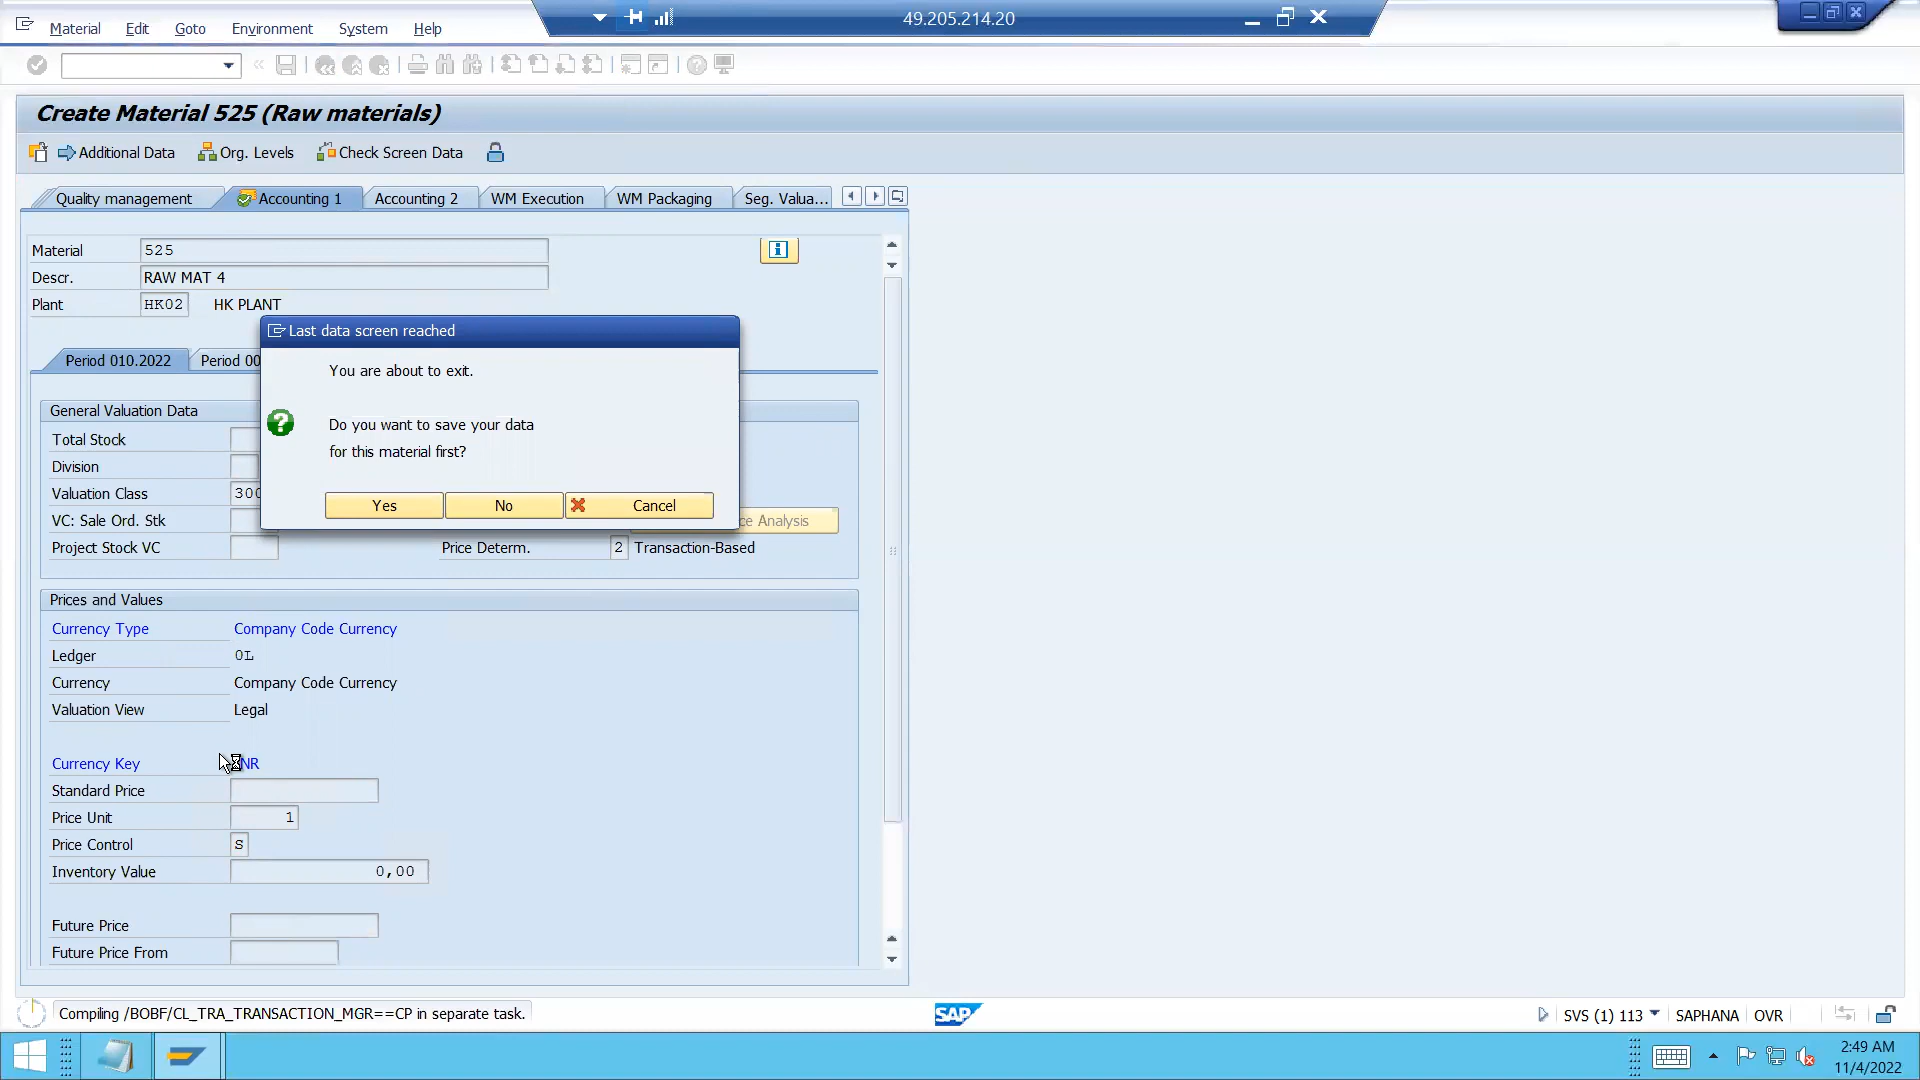 49.205.214.20
Material Edit Goto Environment System Help
Create Material 525 (Raw materials)
Additional Data Org. Levels Check Screen Data
Quality management Accounting 1 Accounting 2 WM Execution WM Packaging Seg. Valua...
Material 525
Descr. RAW MAT 4
Plant HK02 HK PLANT
Last data screen reached
Period 010.2022 Period 00
You are about to exit.
General Valuation Data
Do you want to save your data
Total Stock
for this material first?
Division
Valuation Class 300
Yes No Cancel
VC: Sale Ord. Stk ce Analysis
Project Stock VC Price Determ. 2 Transaction-Based
Prices and Values
Currency Type Company Code Currency
Ledger 0L
Currency Company Code Currency
Valuation View Legal
Currency Key NR
Standard Price
Price Unit 1
Price Control S
Inventory Value 0,00
Future Price
Future Price From
Compiling /BOBF/CL_TRA_TRANSACTION_MGR==CP in separate task.
SAP
SVS (1) 113 SAPHANA OVR
2:49 AM
11/4/2022